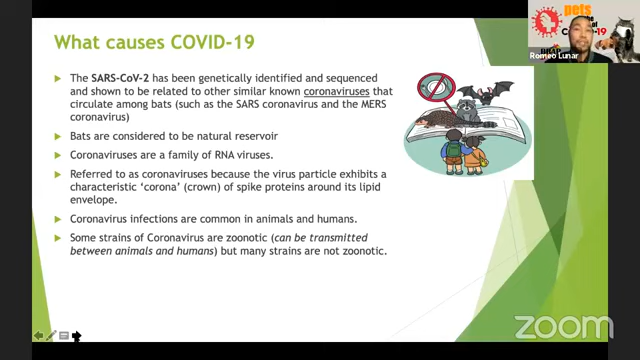 What causes COVID-19
The SARS-CoV-2 has been genetically identified and sequenced
and shown to be related to other similar known coronaviruses that
circulate among bats (such as the SARS coronavirus and the MERS
coronavirus)
Bats are considered to be natural reservoir
Coronaviruses are a family of RNA viruses.
Referred to as coronaviruses because the virus particle exhibits a
characteristic ‘corona’ (crown) of spike proteins around its lipid
envelope.
Coronavirus infections are common in animals and humans.
Some strains of Coronavirus are zoonotic (can be transmitted
between animals and humans) but many strains are not zoonotic.
pets
Romeo Lunar
zoom